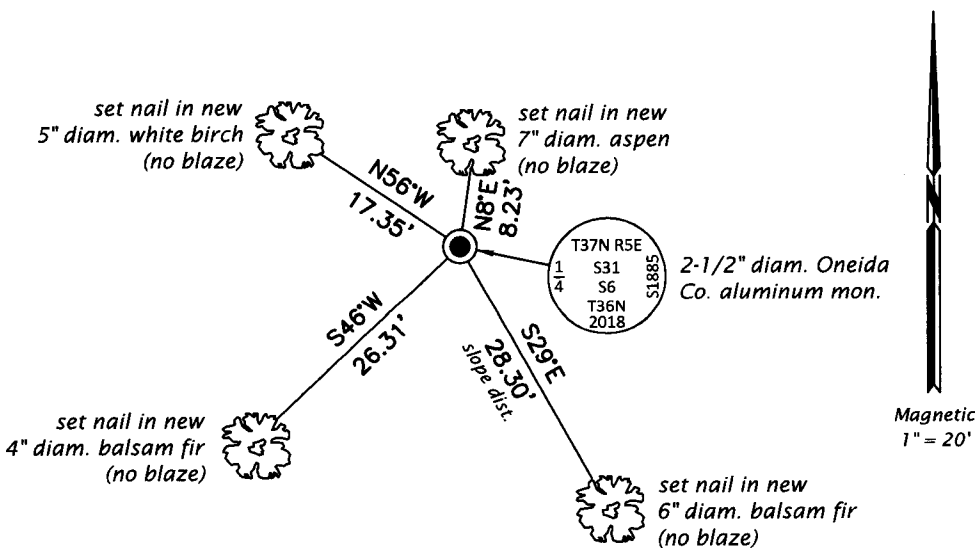 set nail in new
5" diam. white birch
(no blaze)
set nail in new
7" diam. aspen
(no blaze)
N56°W
17.35'
N8°E
8.23'
T37N R5E
1/4
S31
S6
T36N
2018
S1885
2-1/2" diam. Oneida
Co. aluminum mon.
N
Magnetic
1" = 20'
S46°W
26.31'
S29°E
28.30'
slope dist.
set nail in new
4" diam. balsam fir
(no blaze)
set nail in new
6" diam. balsam fir
(no blaze)